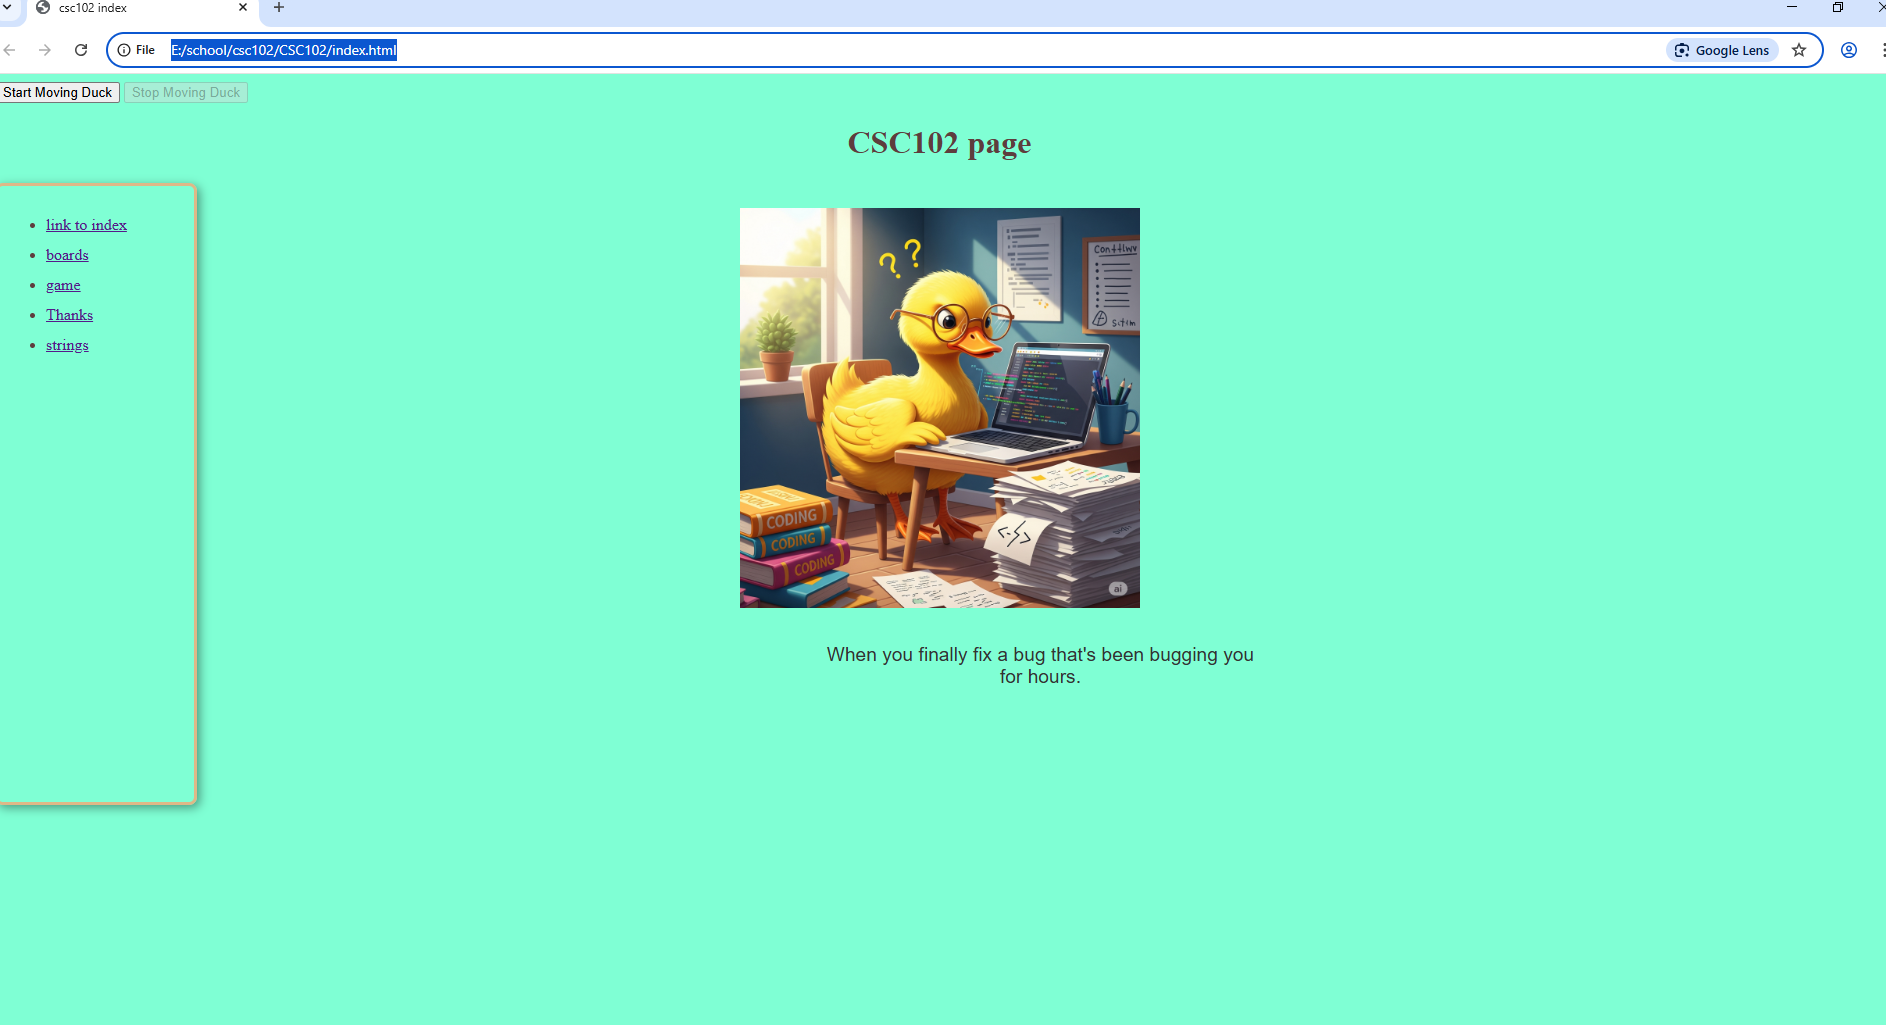 csc102 index
File
E:/school/csc102/CSC102/index.html
Google Lens
Start Moving Duck
Stop Moving Duck
CSC102 page
link to index
boards
game
Thanks
strings
? ?
CODING
CODING
CODING
ai
When you finally fix a bug that's been bugging you
for hours.